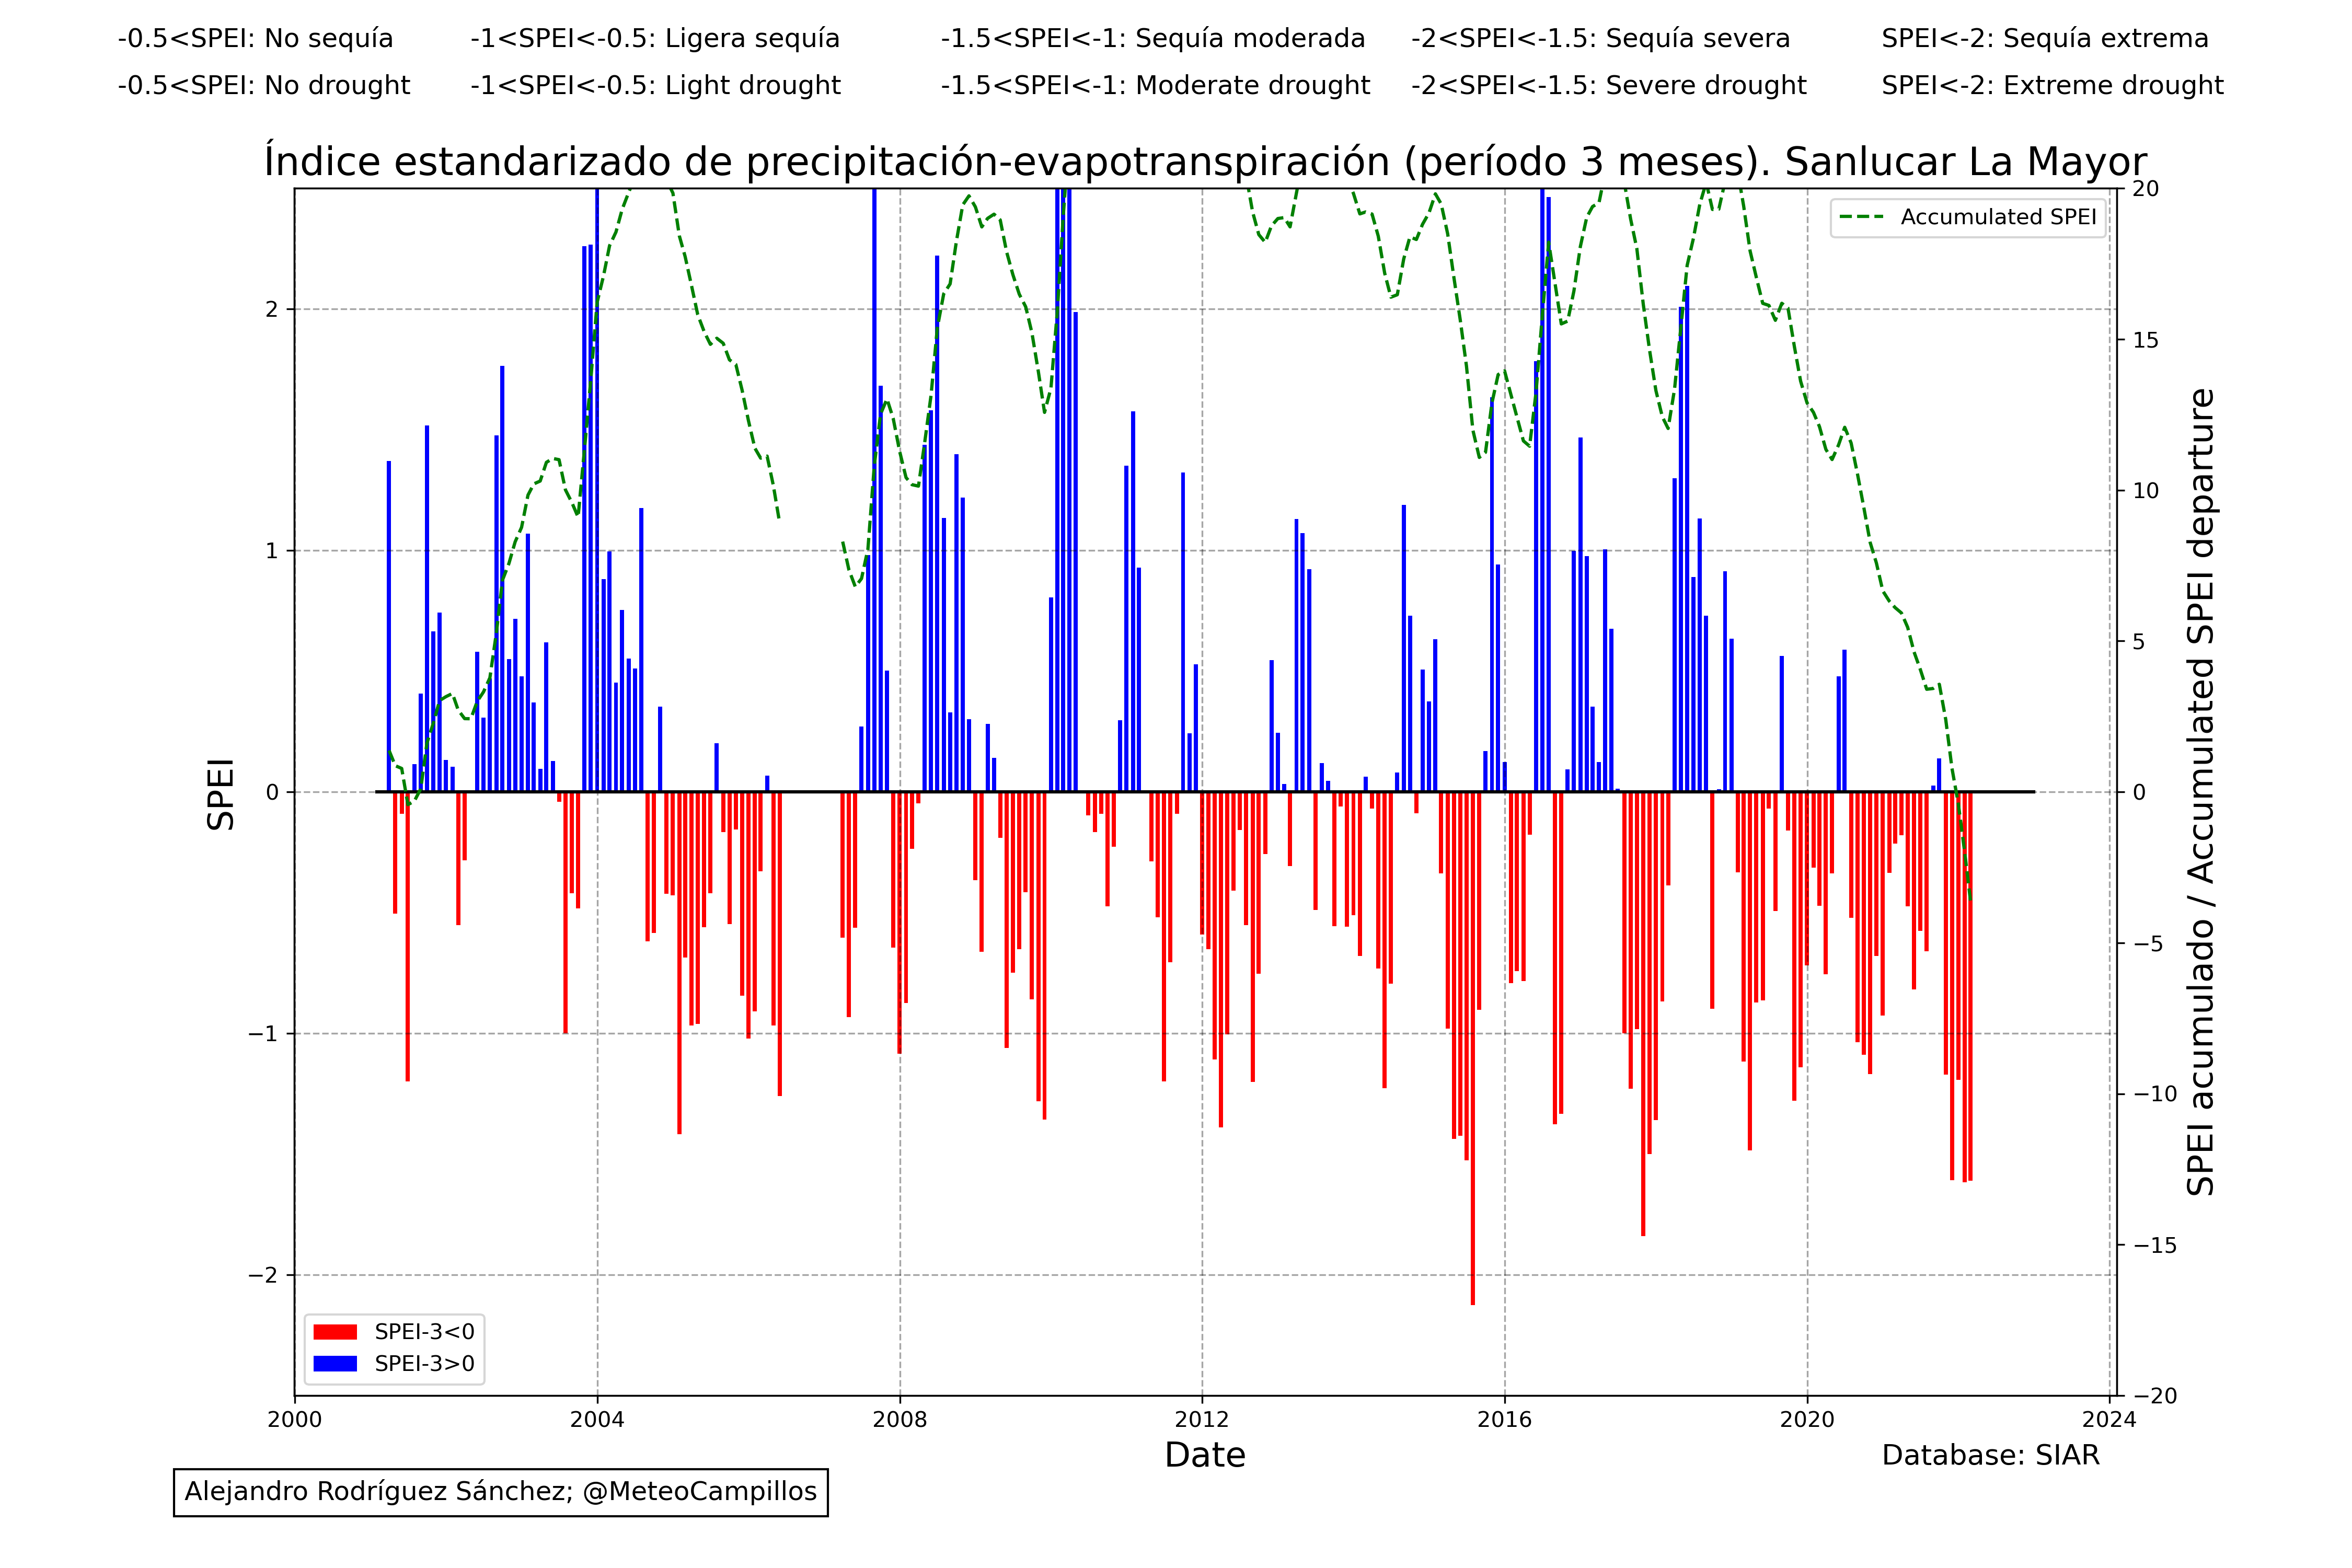 -0.5<SPEI: No sequía -1<SPEI<-0.5: Ligera sequía -1.5<SPEI<-1: Sequía moderada -2<SPEI<-1.5: Sequía severa SPEI<-2: Sequía extrema
-0.5<SPEI: No drought -1<SPEI<-0.5: Light drought -1.5<SPEI<-1: Moderate drought -2<SPEI<-1.5: Severe drought SPEI<-2: Extreme drought
Índice estandarizado de precipitación-evapotranspiración (período 3 meses). Sanlucar La Mayor
Accumulated SPEI
SPEI
2
1
0
−1
−2
20
15
10
5
0
−5
−10
−15
−20
SPEI acumulado / Accumulated SPEI departure
SPEI-3<0
SPEI-3>0
2000 2004 2008 2012 2016 2020 2024
Date
Database: SIAR
Alejandro Rodríguez Sánchez; @MeteoCampillos